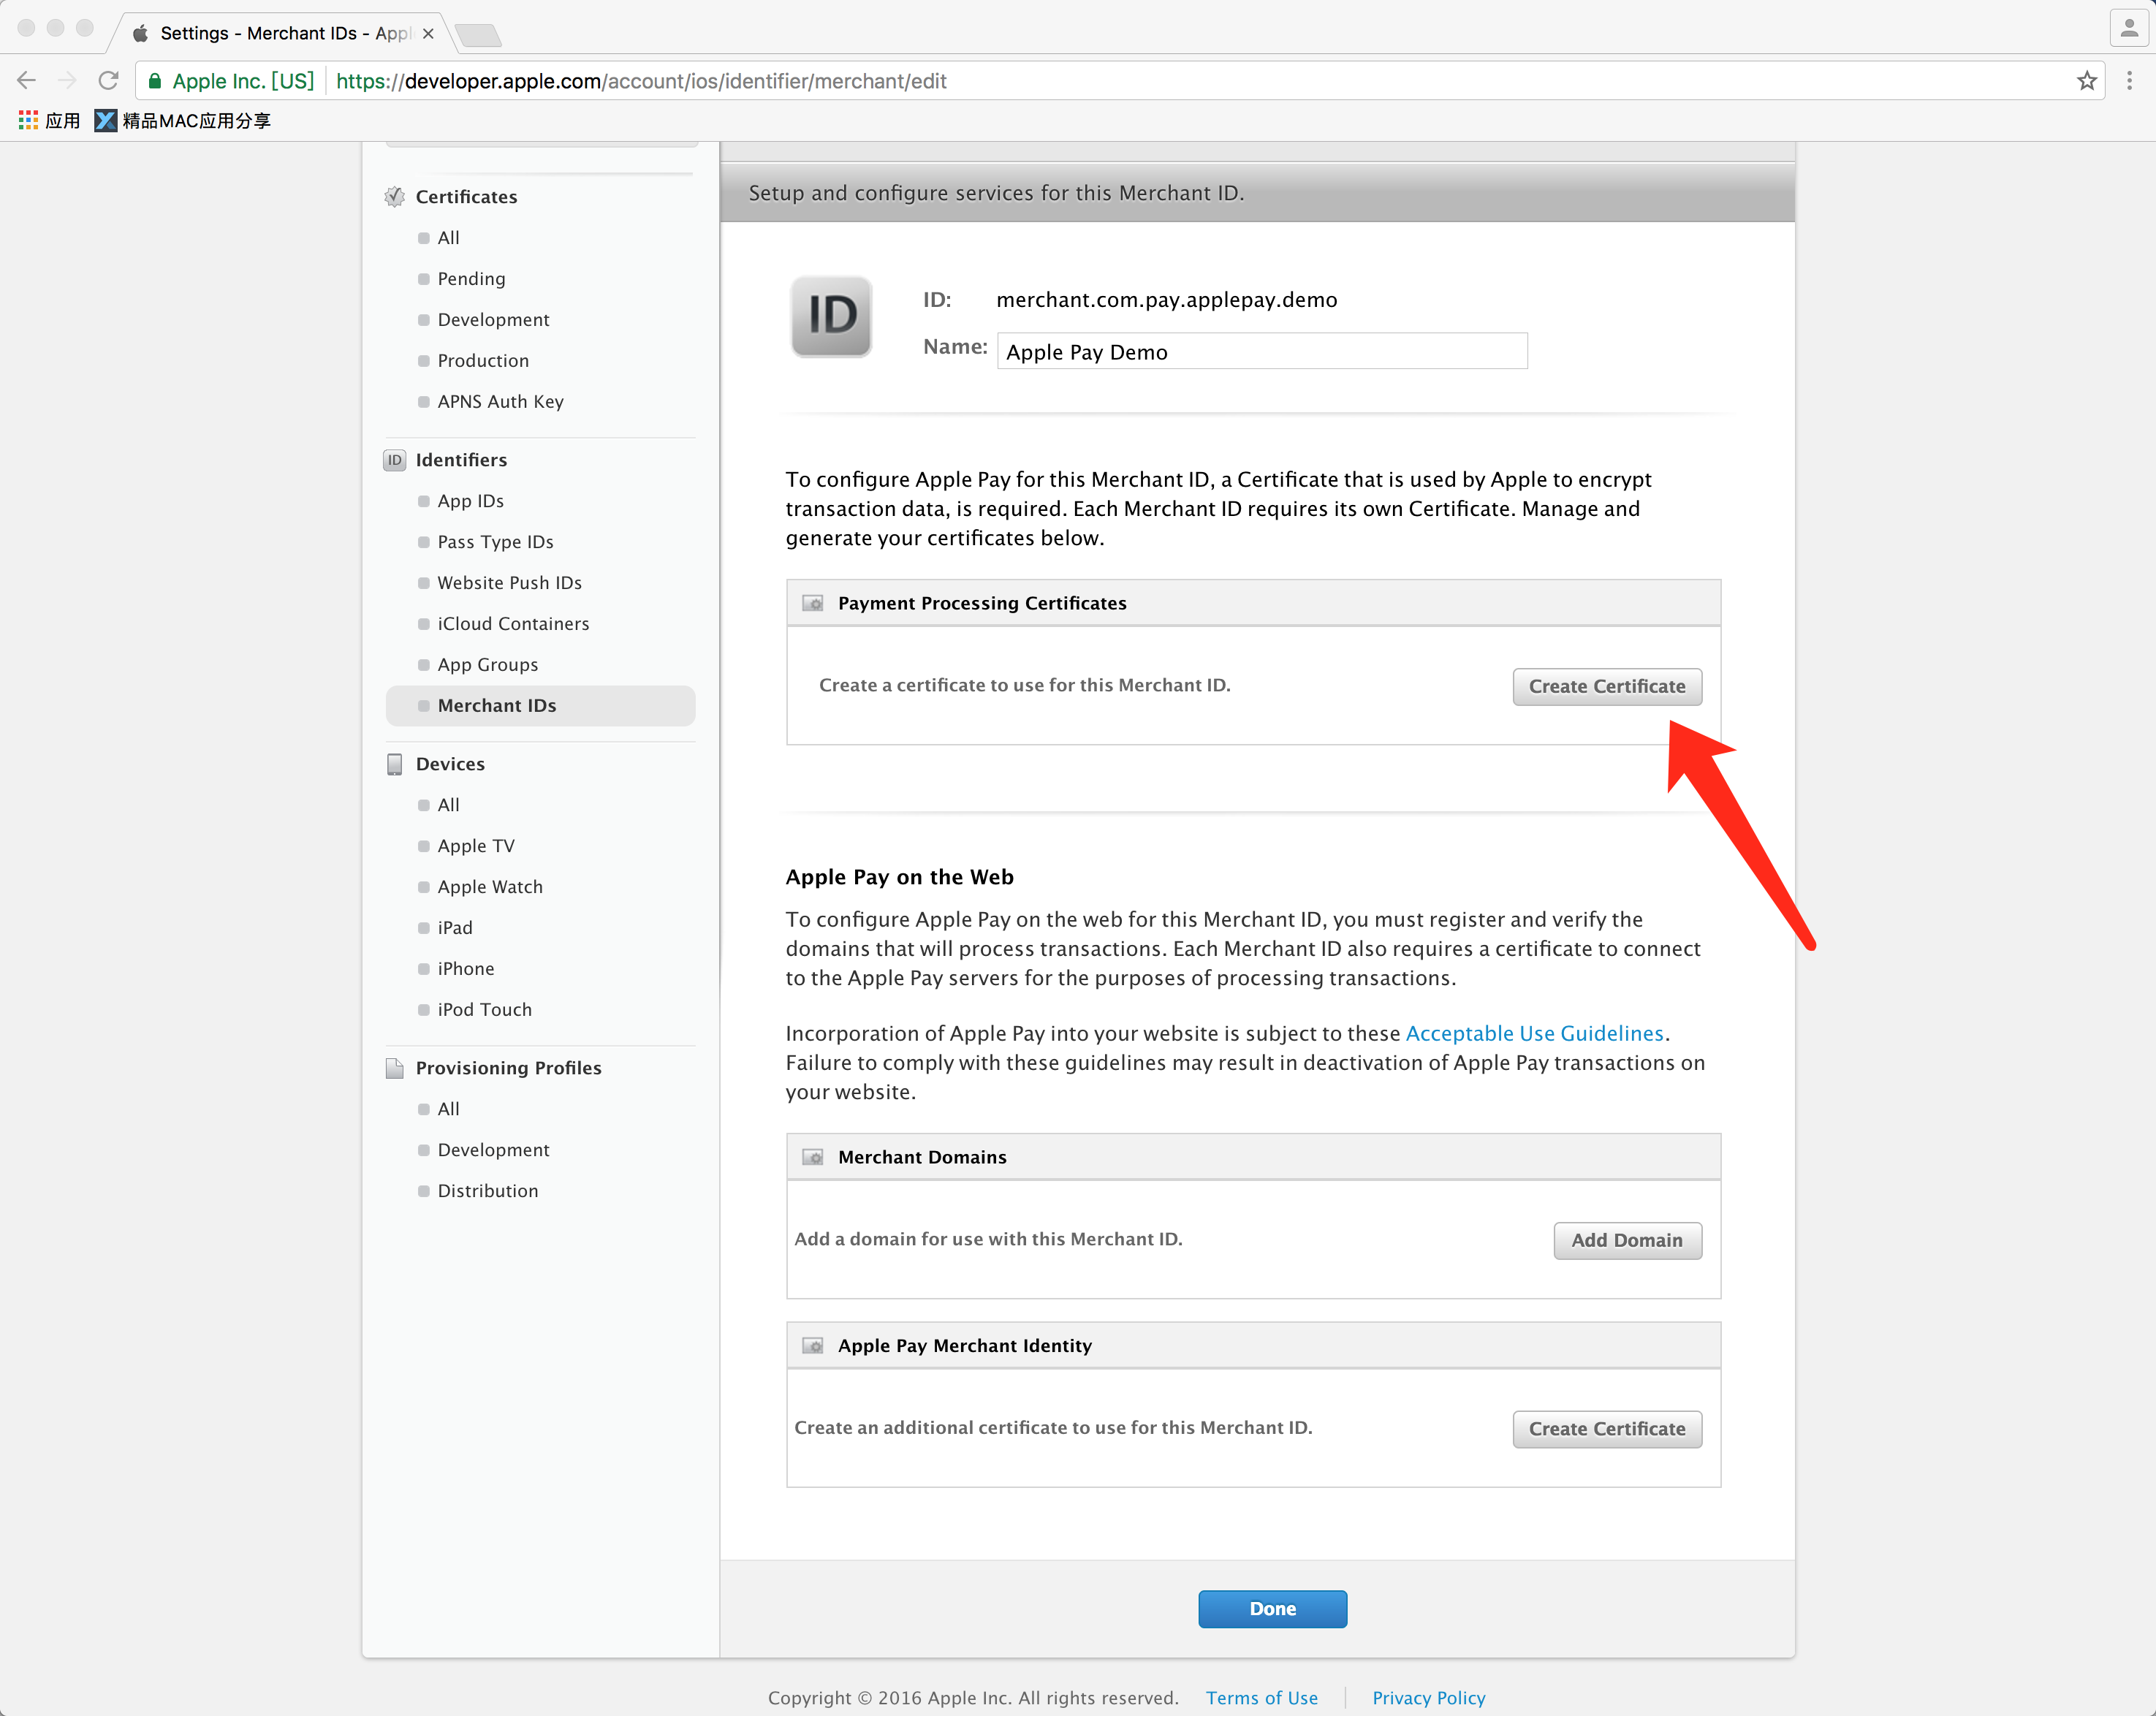 Settings - Merchant IDs - Appl
Apple Inc. [US]
https://developer.apple.com/account/ios/identifier/merchant/edit
应用
精品MAC应用分享
Certificates
All
Pending
Development
Production
APNS Auth Key
ID Identifiers
App IDs
Pass Type IDs
Website Push IDs
iCloud Containers
App Groups
Merchant IDs
Devices
All
Apple TV
Apple Watch
iPad
iPhone
iPod Touch
Provisioning Profiles
All
Development
Distribution
Setup and configure services for this Merchant ID.
ID
ID: merchant.com.pay.applepay.demo
Name: Apple Pay Demo
To configure Apple Pay for this Merchant ID, a Certificate that is used by Apple to encrypt
transaction data, is required. Each Merchant ID requires its own Certificate. Manage and
generate your certificates below.
Payment Processing Certificates
Create a certificate to use for this Merchant ID.
Create Certificate
Apple Pay on the Web
To configure Apple Pay on the web for this Merchant ID, you must register and verify the
domains that will process transactions. Each Merchant ID also requires a certificate to connect
to the Apple Pay servers for the purposes of processing transactions.
Incorporation of Apple Pay into your website is subject to these Acceptable Use Guidelines.
Failure to comply with these guidelines may result in deactivation of Apple Pay transactions on
your website.
Merchant Domains
Add a domain for use with this Merchant ID.
Add Domain
Apple Pay Merchant Identity
Create an additional certificate to use for this Merchant ID.
Create Certificate
Done
Copyright © 2016 Apple Inc. All rights reserved. Terms of Use Privacy Policy